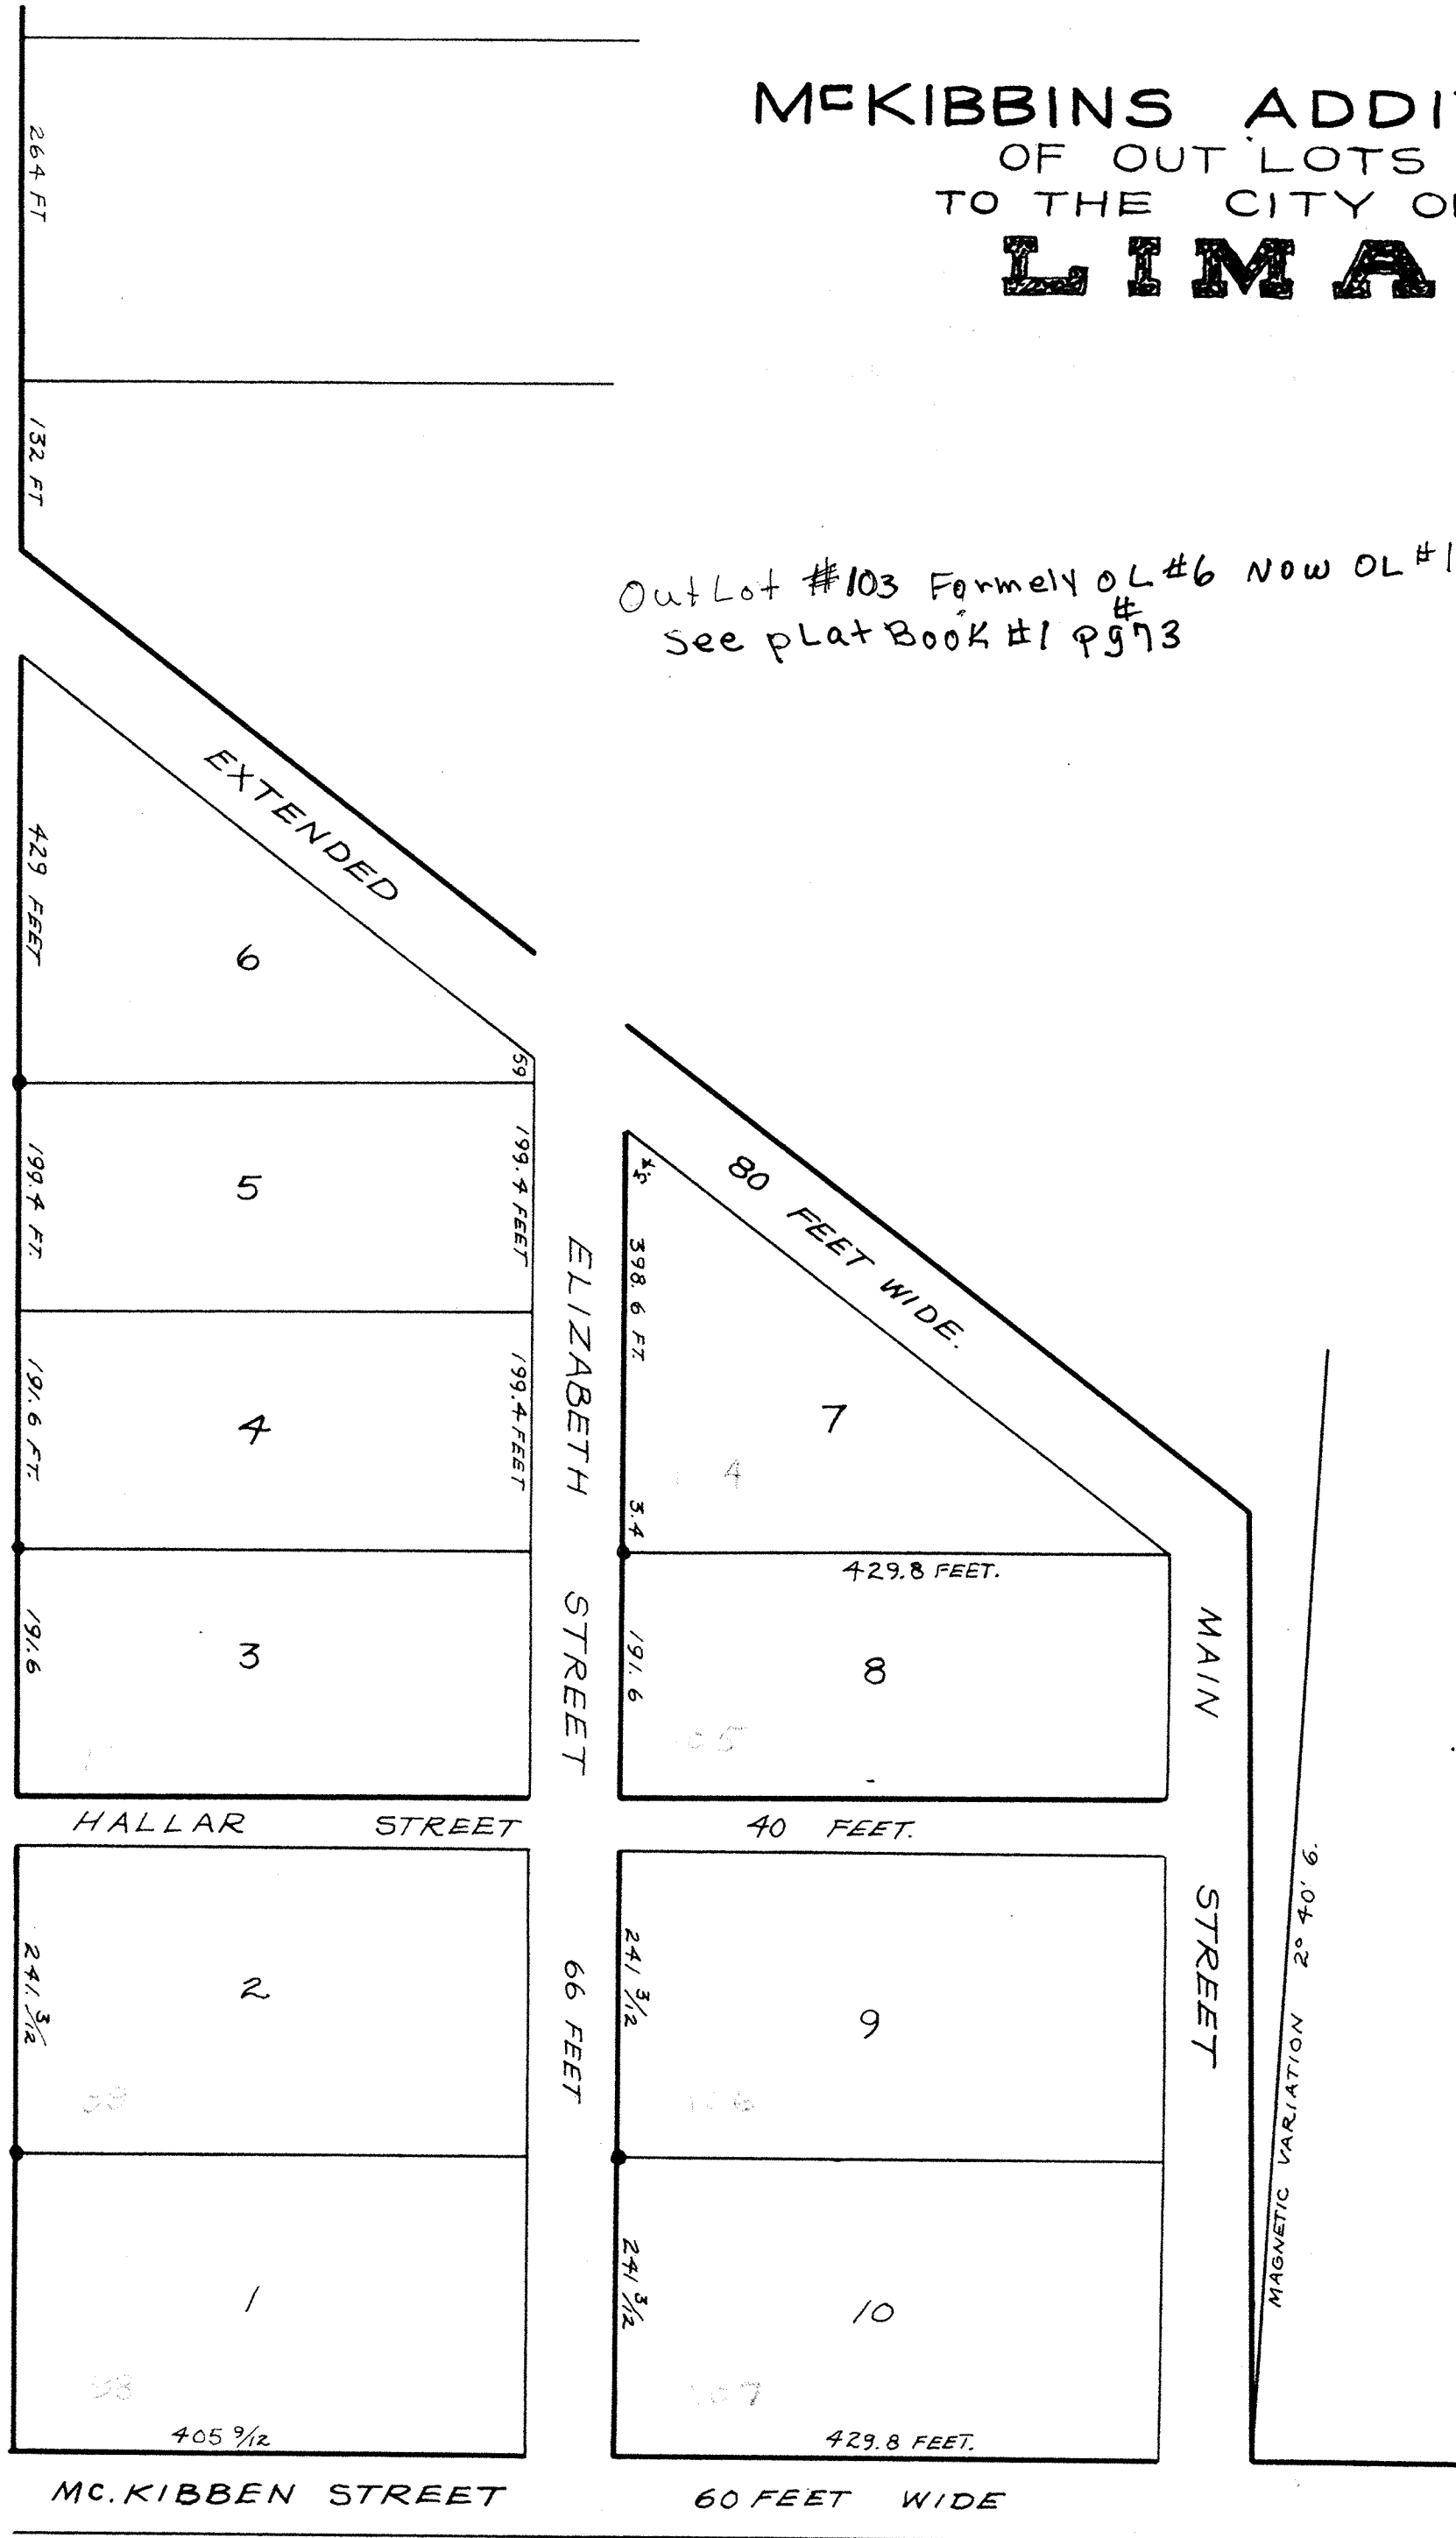 McKIBBINS ADDI
OF OUT LOTS
TO THE CITY O
LIMA
264 FT
132 FT
OutLot #103 Formely OL #6 NOW OL #1
See pLat BooK #1 Pg #73
EXTENDED
429 FEET
6
59
199.4 FT.
5
199.4 FEET
80 FEET WIDE.
398.6 FT.
7
4
3.4
191.6 FT.
4
199.4 FEET
ELIZABETH STREET
66 FEET
429.8 FEET.
191.6
3
191.6
8
MAIN STREET
HALLAR STREET 40 FEET.
241. 3/12
2
241 3/12
9
MAGNETIC VARIATION 2° 40' 6.
1
241 3/12
10
405 9/12
429.8 FEET.
MC. KIBBEN STREET 60 FEET WIDE